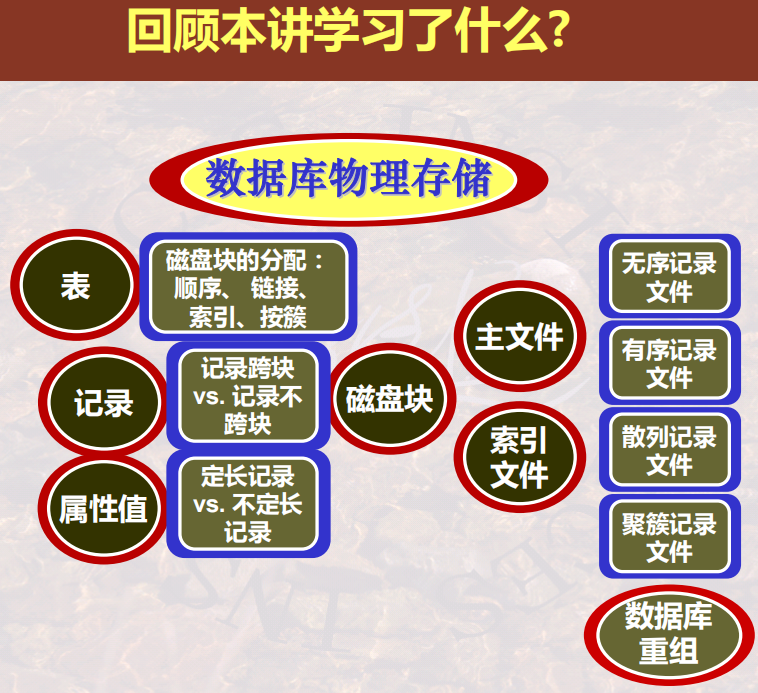 回顾本讲学习了什么?
数据库物理存储
表
磁盘块的分配：
顺序、 链接、
索引、按簇
记录
记录跨块
vs. 记录不
跨块
属性值
定长记录
vs. 不定长
记录
磁盘块
主文件
索引
文件
无序记录
文件
有序记录
文件
散列记录
文件
聚簇记录
文件
数据库
重组